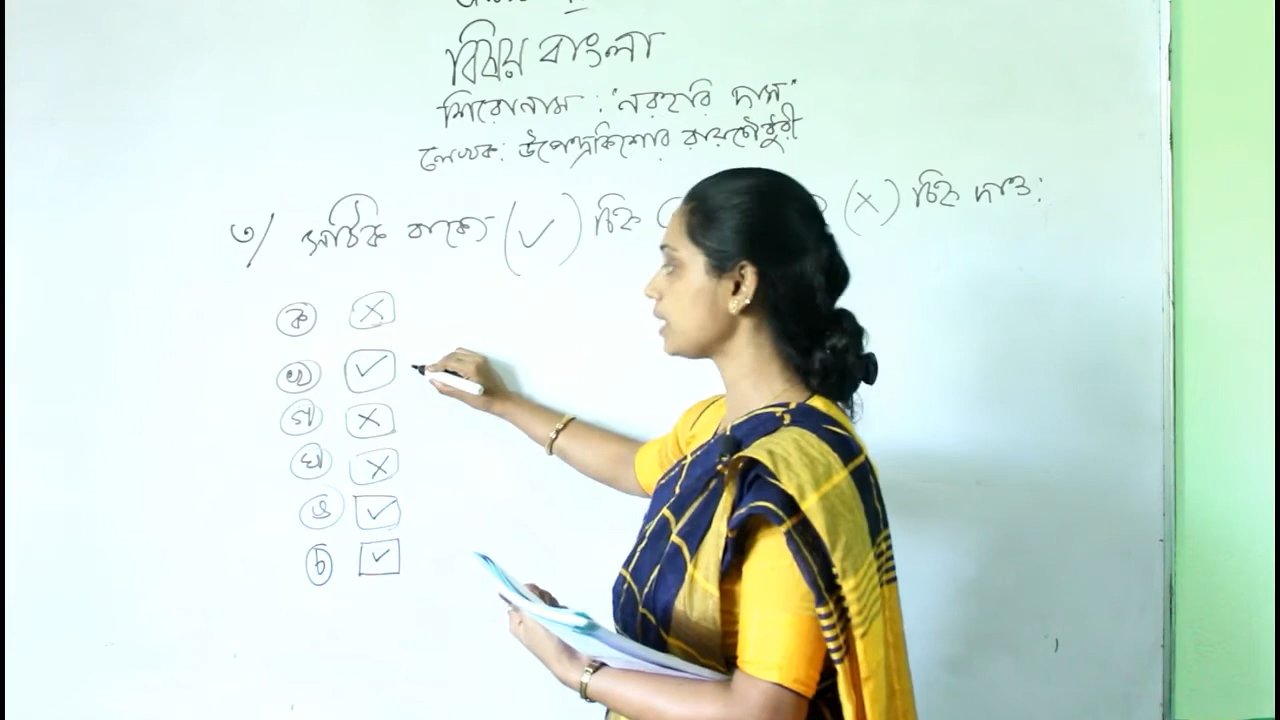 বিষয় বাংলা
শিরোনাম : "নরহরি দাস"
লেখক: উপেন্দ্রকিশোর রায়চৌধুরী
৩/ সঠিক বাক্যে (✓) চিহ্ন (x) চিহ্ন দাও:
ক x
খ ✓
গ x
ঘ x
ঙ ✓
চ ✓